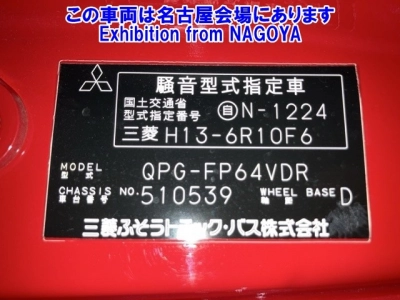 この車両は名古屋会場にあります
Exhibition from NAGOYA
騒音型式指定車
国土交通省
型式指定番号 自N-1224
三菱 H13-6R10F6
MODEL
型式 QPG-FP64VDR
CHASSIS NO.
車台番号 510539 WHEEL BASE
軸距 D
三菱ふそうトラック・バス株式会社